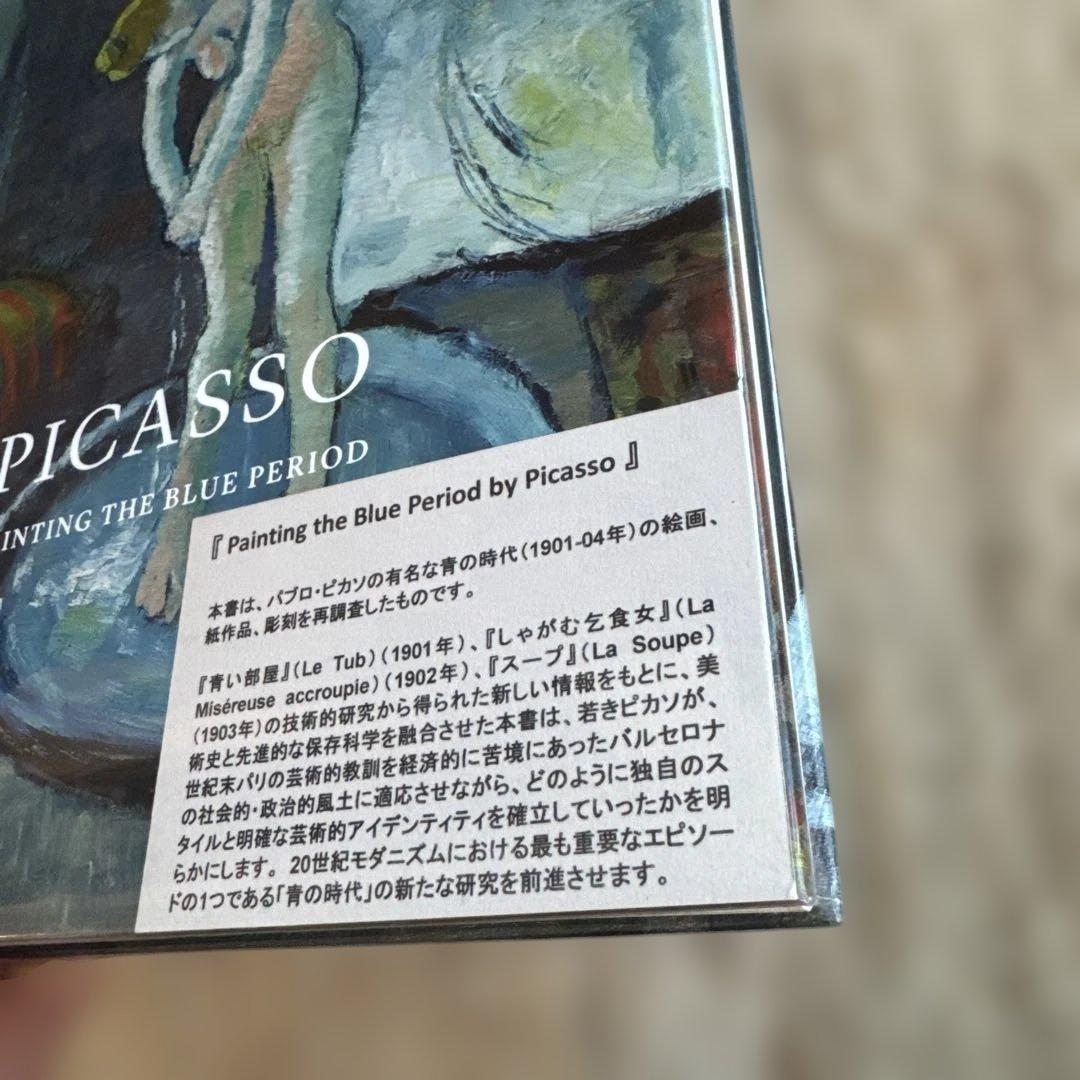 PICASSO
INTING THE BLUE PERIOD
『 Painting the Blue Period by Picasso 』
本書は、パブロ・ピカソの有名な青の時代（1901-04年）の絵画、
紙作品、彫刻を再調査したものです。
『青い部屋』（Le Tub）（1901年）、『しゃがむ乞食女』（La
Miséreuse accroupie）（1902年）、『スープ』（La Soupe）
（1903年）の技術的研究から得られた新しい情報をもとに、美
術史と先進的な保存科学を融合させた本書は、若きピカソが、
世紀末パリの芸術的教訓を経済的に苦境にあったバルセロナ
の社会的・政治的風土に適応させながら、どのように独自のス
タイルと明確な芸術的アイデンティティを確立していったかを明
らかにします。 20世紀モダニズムにおける最も重要なエピソー
ドの1つである「青の時代」の新たな研究を前進させます。